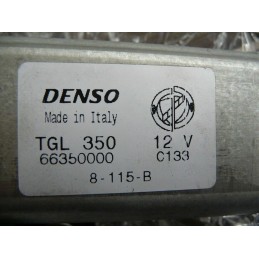 DENSO
Made in Italy
TGL 350 12 V
66350000 C133
8-115-B